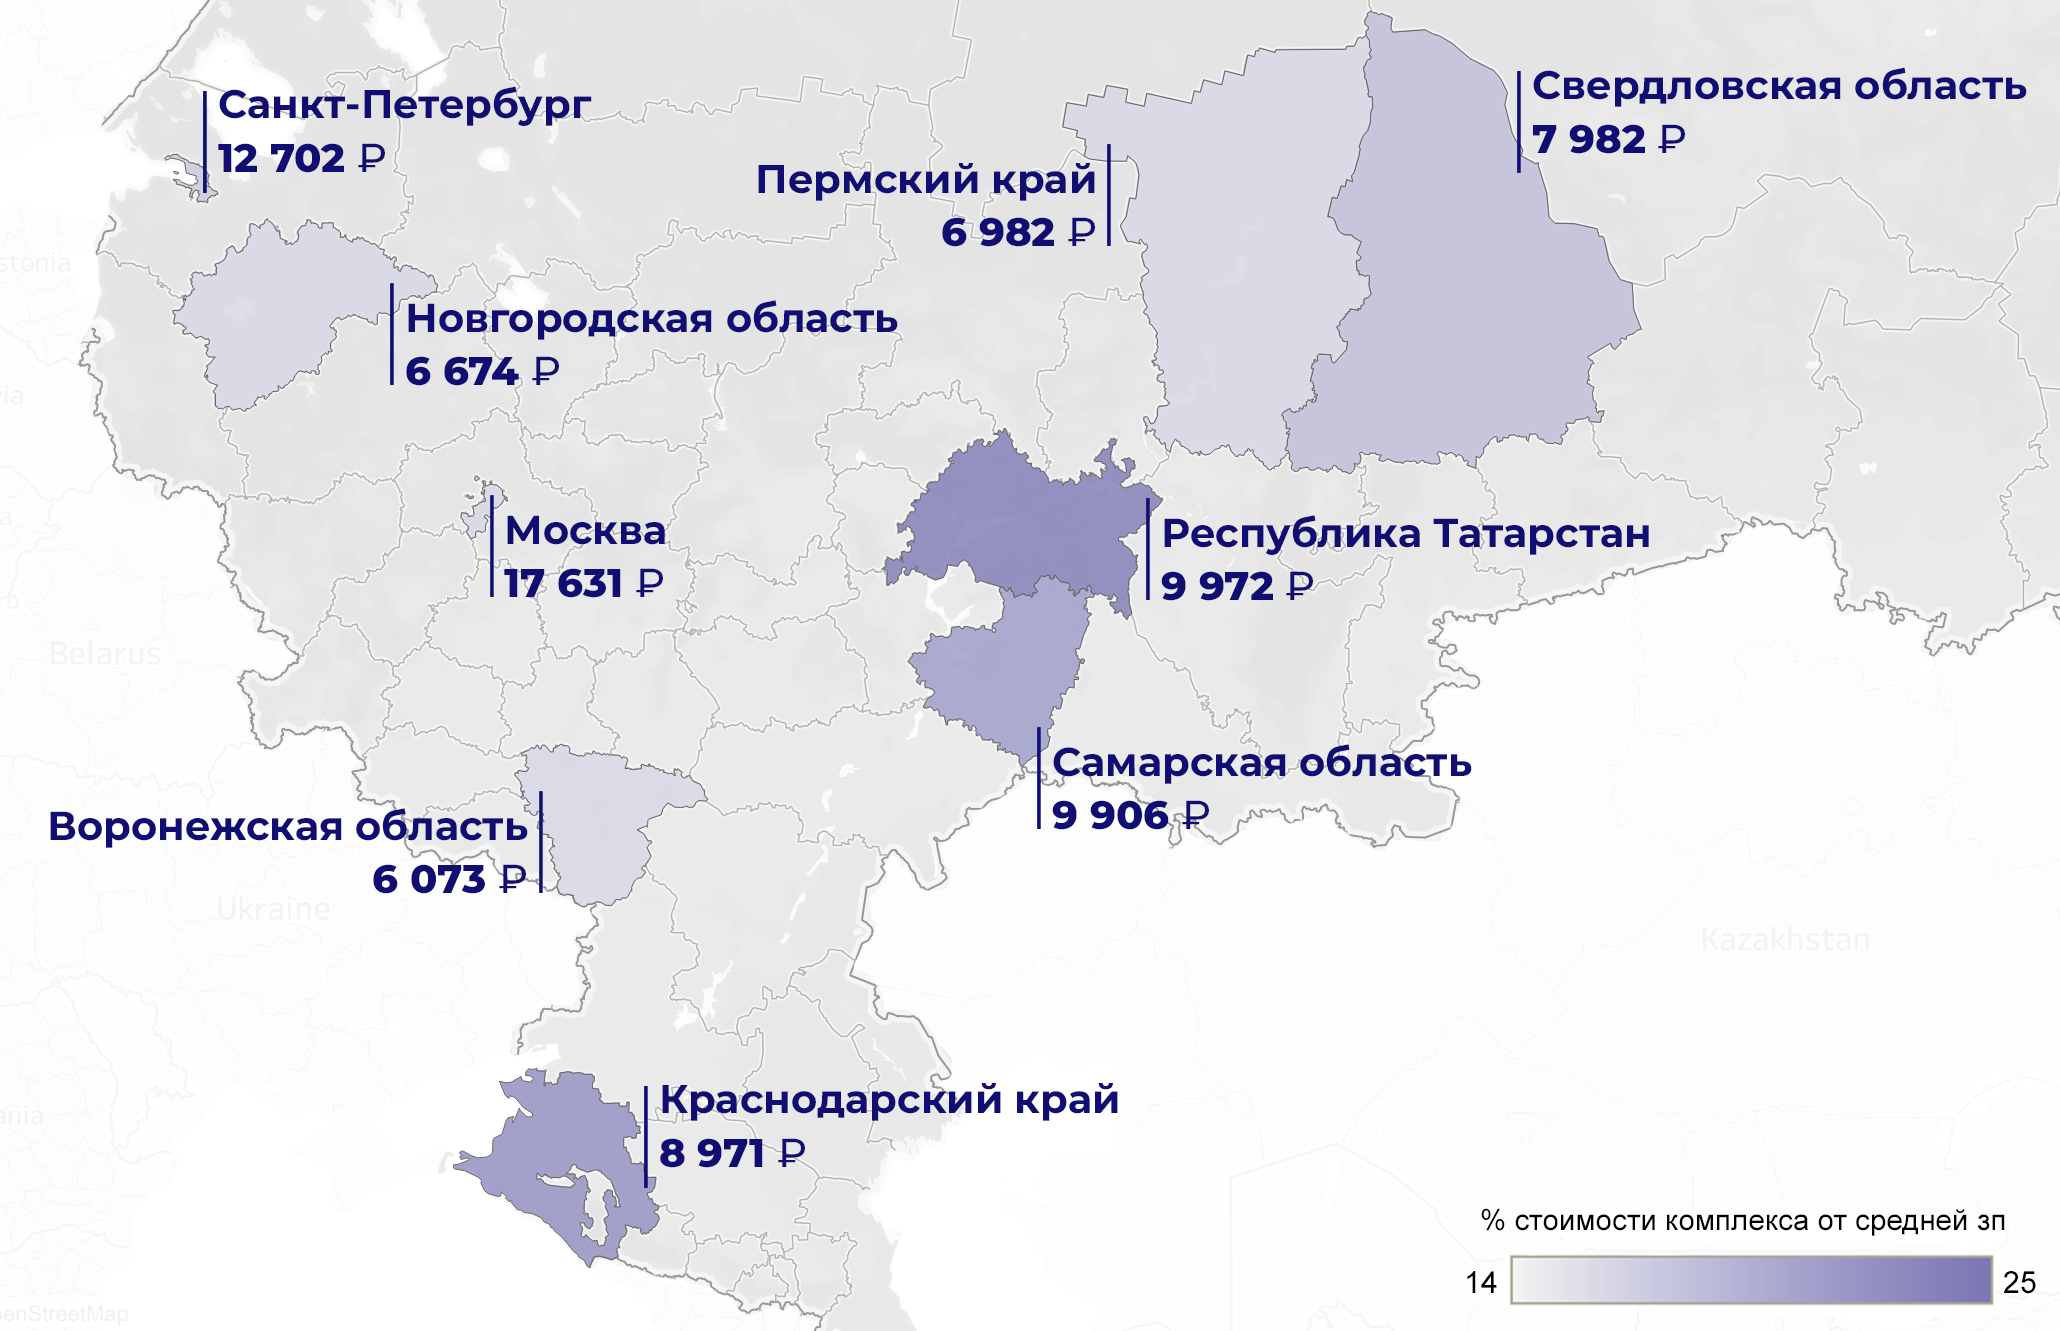 Санкт-Петербург
12 702 ₽
Свердловская область
7 982 ₽
Пермский край
6 982 ₽
stonia
Новгородская область
6 674 ₽
Москва
17 631 ₽
Республика Татарстан
9 972 ₽
Belarus
Самарская область
9 906 ₽
Воронежская область
6 073 ₽
Ukraine
Kazakhstan
Краснодарский край
8 971 ₽
ania
% стоимости комплекса от средней зп
14
25
penStreetMap